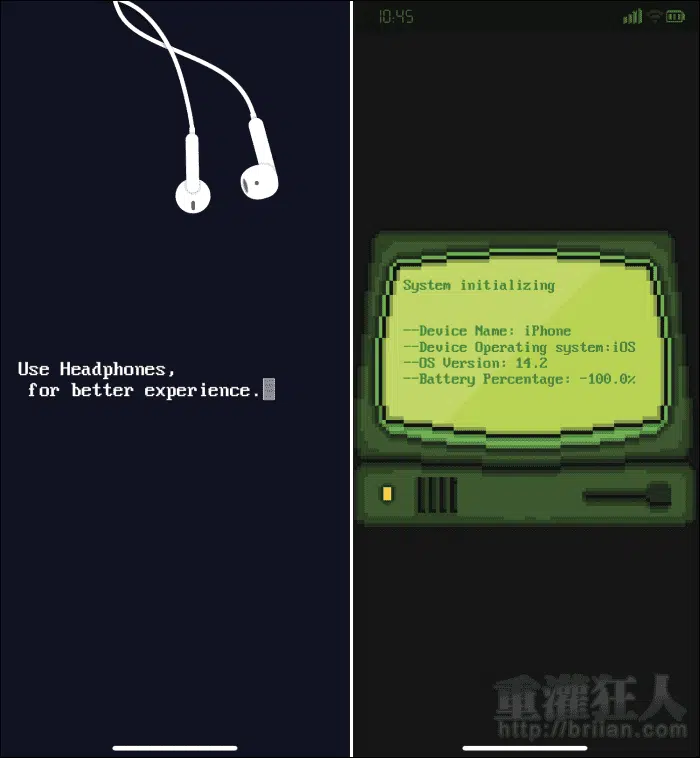 Use Headphones,
for better experience.
10:45
System initializing
--Device Name: iPhone
--Device Operating system:iOS
--OS Version: 14.2
--Battery Percentage: -100.0%
重灌狂人
http://briian.com